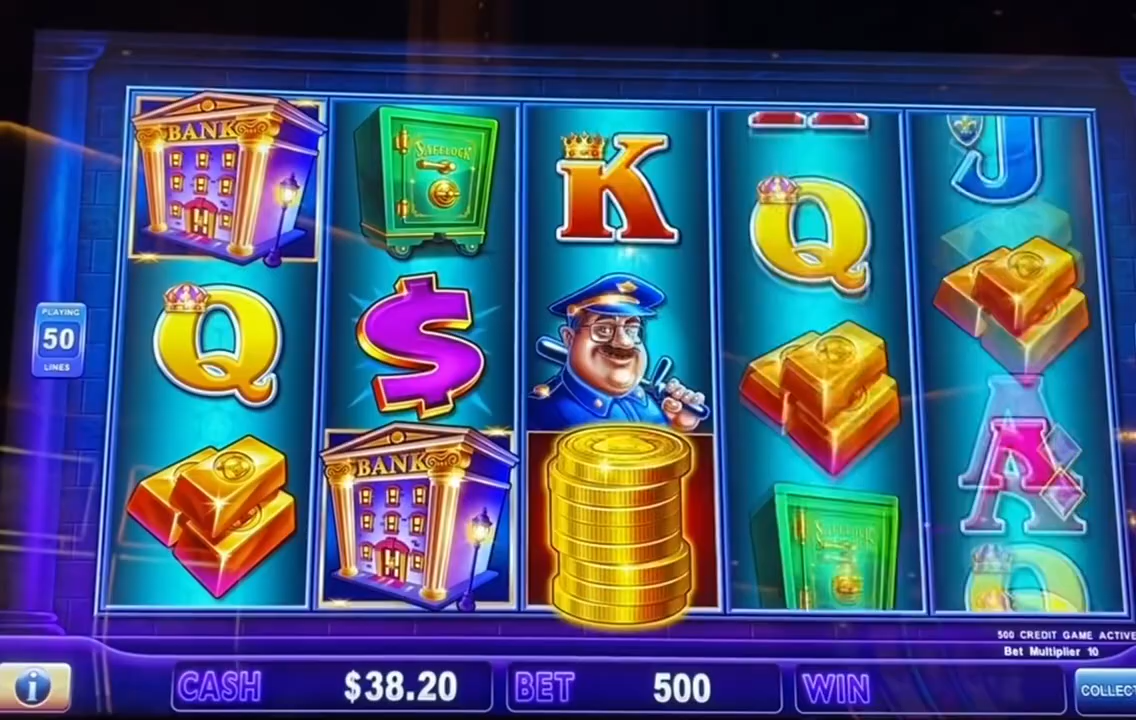 BANK
SAFELOCK
K
J
Q
PLAYING
50
LINES
Q
$
A
BANK
Q
500 CREDIT GAME ACTIVE
Bet Multiplier 10
CASH $38.20
BET 500
WIN
COLLECT
i